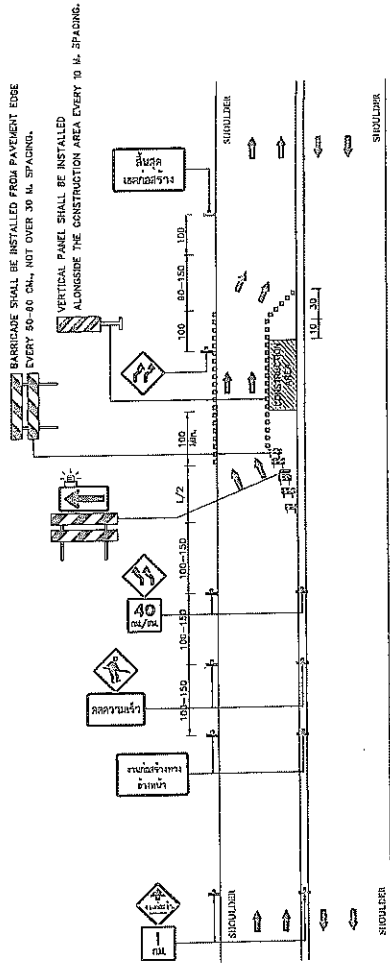 BARRICADE SHALL BE INSTALLED FROM PAVEMENT EDGE
EVERY 50-80 CM., NOT OVER 30 M. SPACING.
VERTICAL PANEL SHALL BE INSTALLED
ALONGSIDE THE CONSTRUCTION AREA EVERY 10 M. SPACING.
1
กม.
งานก่อสร้างทาง
ข้างหน้า
ลดความเร็ว
40
กม./ชม.
สิ้นสุด
เขตก่อสร้าง
100-150
100-150
100-150
L/2
100
MIN.
100
80-150
100
SHOULDER
SHOULDER
CONSTRUCTION
AREA
10
30
SHOULDER
SHOULDER